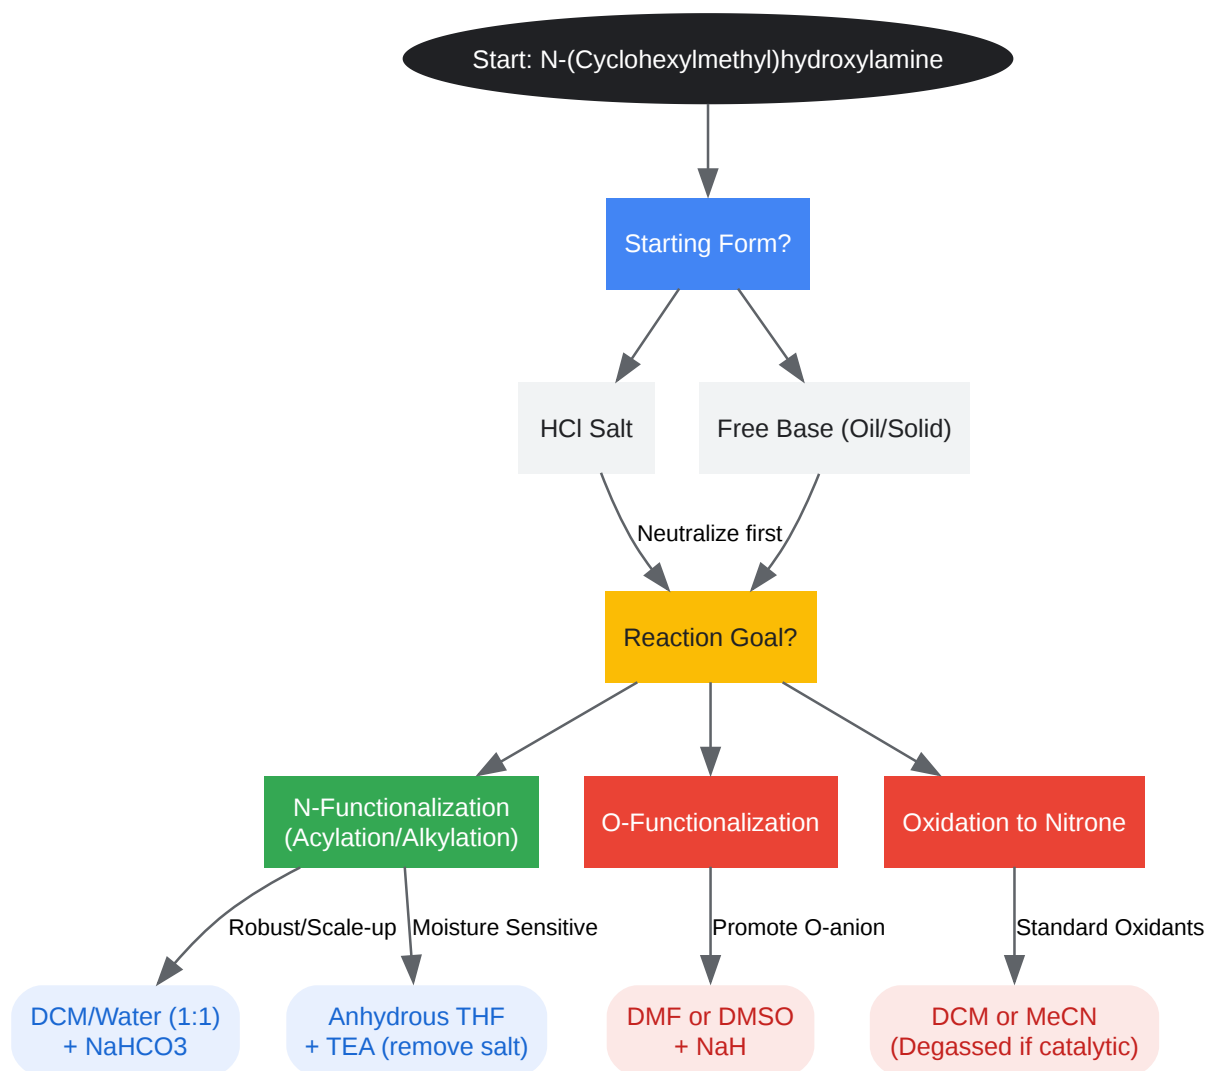 Start: N-(Cyclohexylmethyl)hydroxylamine
Starting Form?
HCl Salt
Free Base (Oil/Solid)
Neutralize first
Reaction Goal?
N-Functionalization
(Acylation/Alkylation)
O-Functionalization
Oxidation to Nitrone
Robust/Scale-up
Moisture Sensitive
Promote O-anion
Standard Oxidants
DCM/Water (1:1)
+ NaHCO3
Anhydrous THF
+ TEA (remove salt)
DMF or DMSO
+ NaH
DCM or MeCN
(Degassed if catalytic)